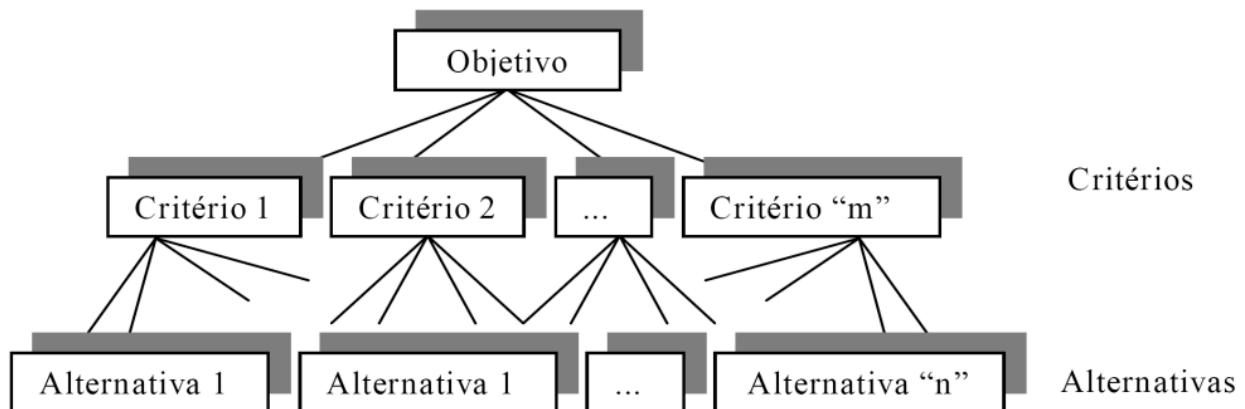 Objetivo
Critério 1
Critério 2
...
Critério “m”
Critérios
Alternativa 1
Alternativa 1
...
Alternativa “n”
Alternativas